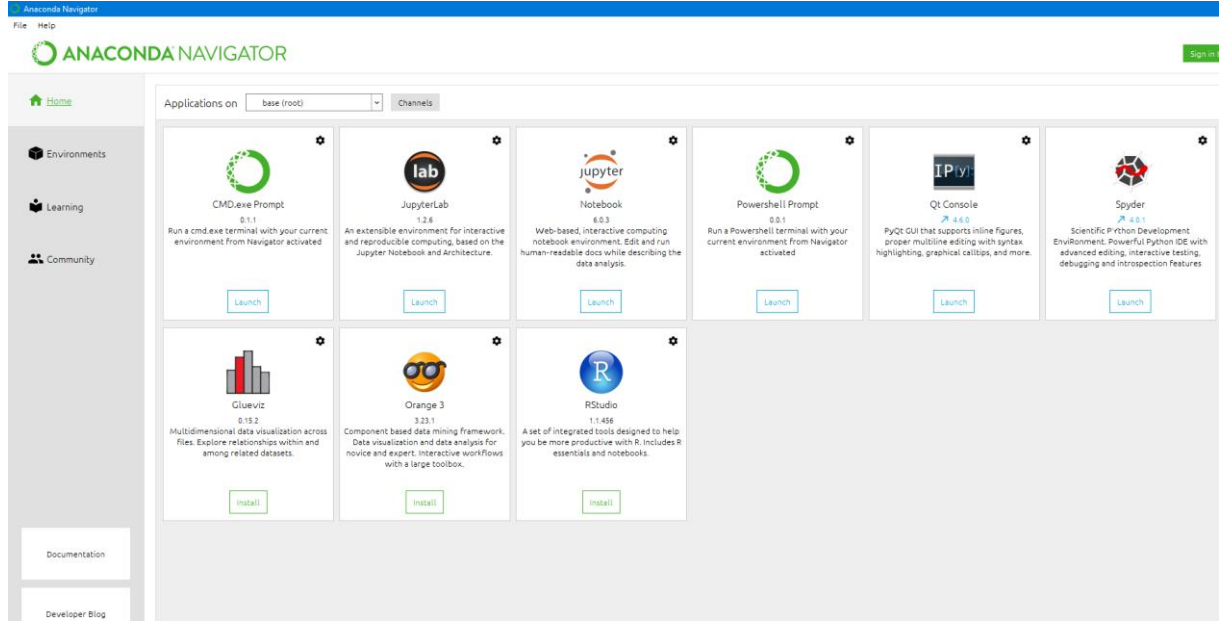 Anaconda Navigator
File Help
ANACONDA NAVIGATOR
Sign in
Home
Environments
Learning
Community
Documentation
Developer Blog
Applications on base (root) Channels
CMD.exe Prompt
0.1.1
Run a cmd.exe terminal with your current
environment from Navigator activated
Launch
lab
JupyterLab
1.2.6
An extensible environment for interactive
and reproducible computing, based on the
Jupyter Notebook and Architecture.
Launch
jupyter
Notebook
6.0.3
Web-based, interactive computing
notebook environment. Edit and run
human-readable docs while describing the
data analysis.
Launch
Powershell Prompt
0.0.1
Run a Powershell terminal with your
current environment from Navigator
activated
Launch
IP[y]:
Qt Console
4.6.0
PyQt GUI that supports inline figures,
proper multiline editing with syntax
highlighting, graphical calltips, and more.
Launch
Spyder
4.0.1
Scientific PYthon Development
EnviRonment. Powerful Python IDE with
advanced editing, interactive testing,
debugging and introspection features
Launch
Glueviz
0.15.2
Multidimensional data visualization across
files. Explore relationships within and
among related datasets.
Install
Orange 3
3.23.1
Component based data mining framework.
Data visualization and data analysis for
novice and expert. Interactive workflows
with a large toolbox.
Install
R
RStudio
1.1.456
A set of integrated tools designed to help
you be more productive with R. Includes R
essentials and notebooks.
Install